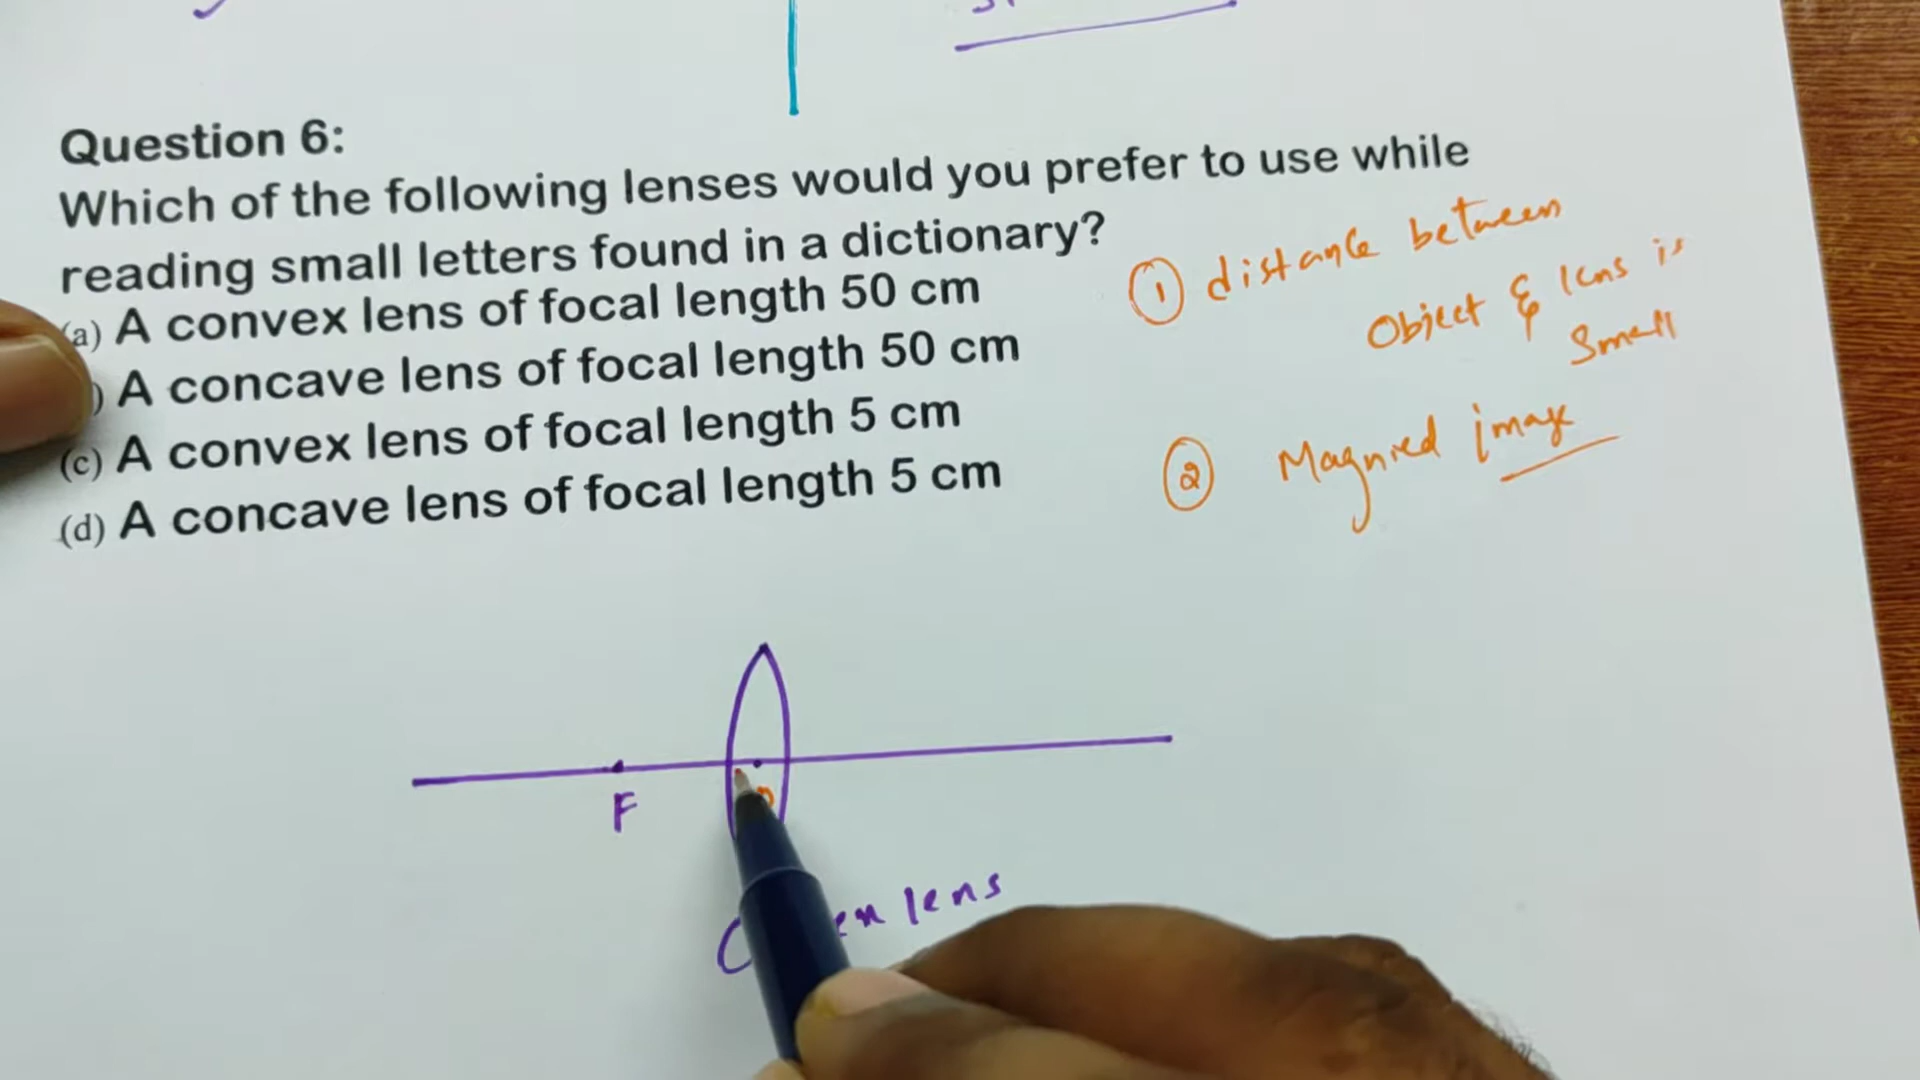 Question 6:
Which of the following lenses would you prefer to use while
reading small letters found in a dictionary?
(a) A convex lens of focal length 50 cm
) A concave lens of focal length 50 cm
(c) A convex lens of focal length 5 cm
(d) A concave lens of focal length 5 cm
① distance between
Object & lens is
Small
② Magnied image
F
lens